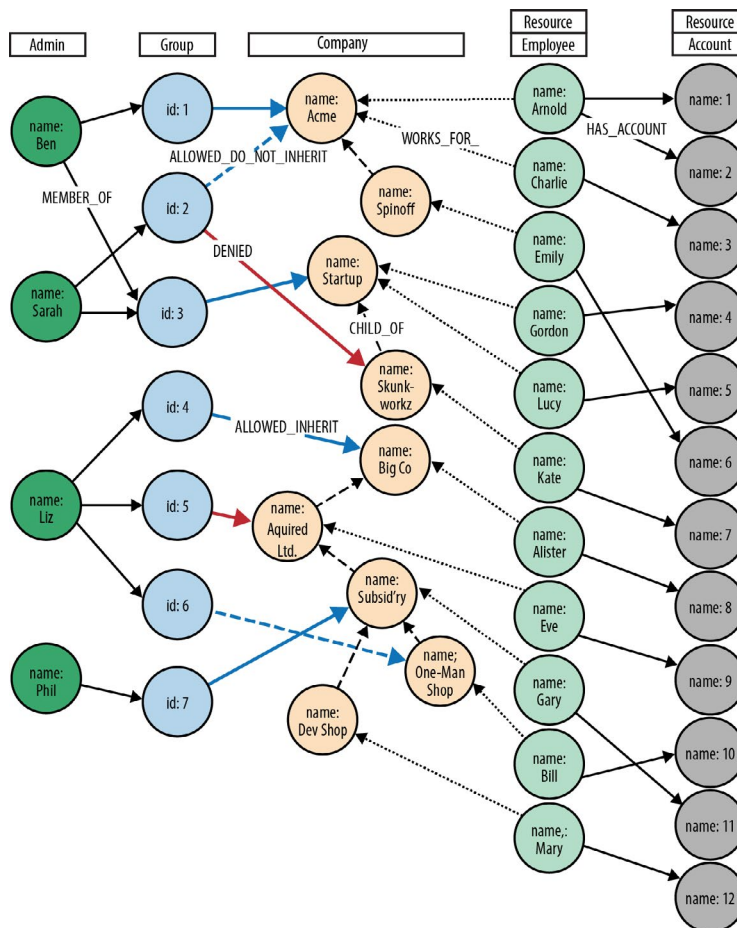 Resource
Resource
Admin
Group
Company
Employee
Account
name:
Ben
id: 1
name:
Acme
name:
Arnold
name: 1
HAS_ACCOUNT
WORKS_FOR_
ALLOWED_DO_NOT_INHERIT
name:
Charlie
name: 2
MEMBER_OF
id: 2
name:
Spinoff
DENIED
name:
Emily
name: 3
name:
Startup
name:
Sarah
id: 3
name:
Gordon
name: 4
CHILD_OF
name:
Skunk-
workz
name:
Lucy
name: 5
id: 4
ALLOWED_INHERIT
name:
Big Co
name:
Kate
name: 6
name:
Liz
id: 5
name:
Aquired
Ltd.
name:
Alister
name: 7
id: 6
name:
Subsid'ry
name:
Eve
name: 8
name:
Phil
id: 7
name;
One-Man
Shop
name:
Gary
name: 9
name:
Dev Shop
name:
Bill
name: 10
name,:
Mary
name: 11
name: 12